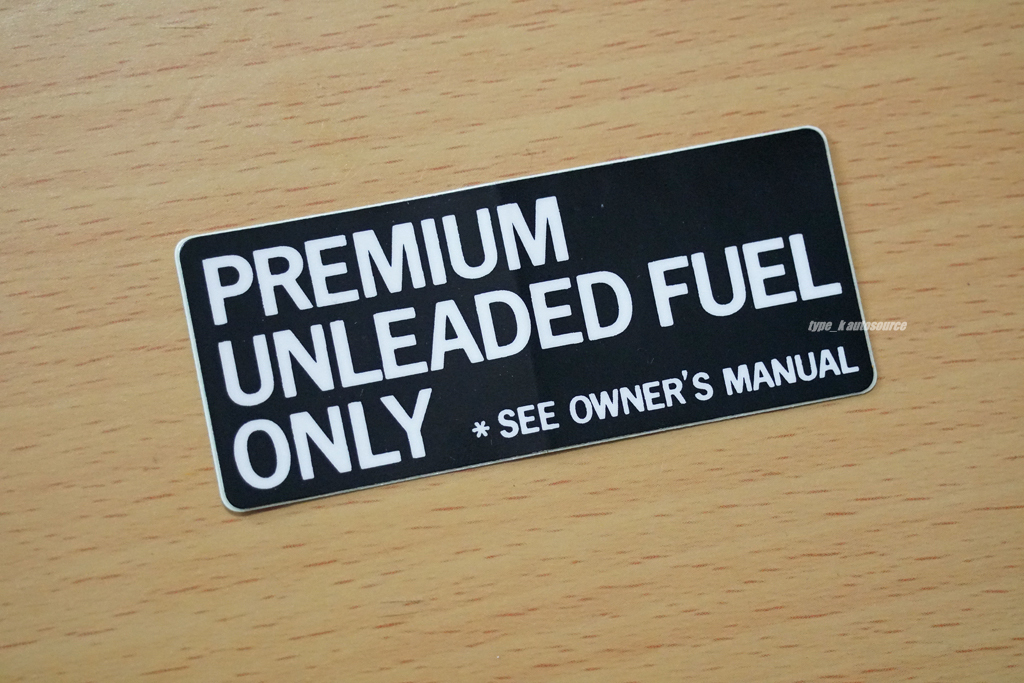 PREMIUM
UNLEADED FUEL
ONLY * SEE OWNER'S MANUAL
type_k autosource